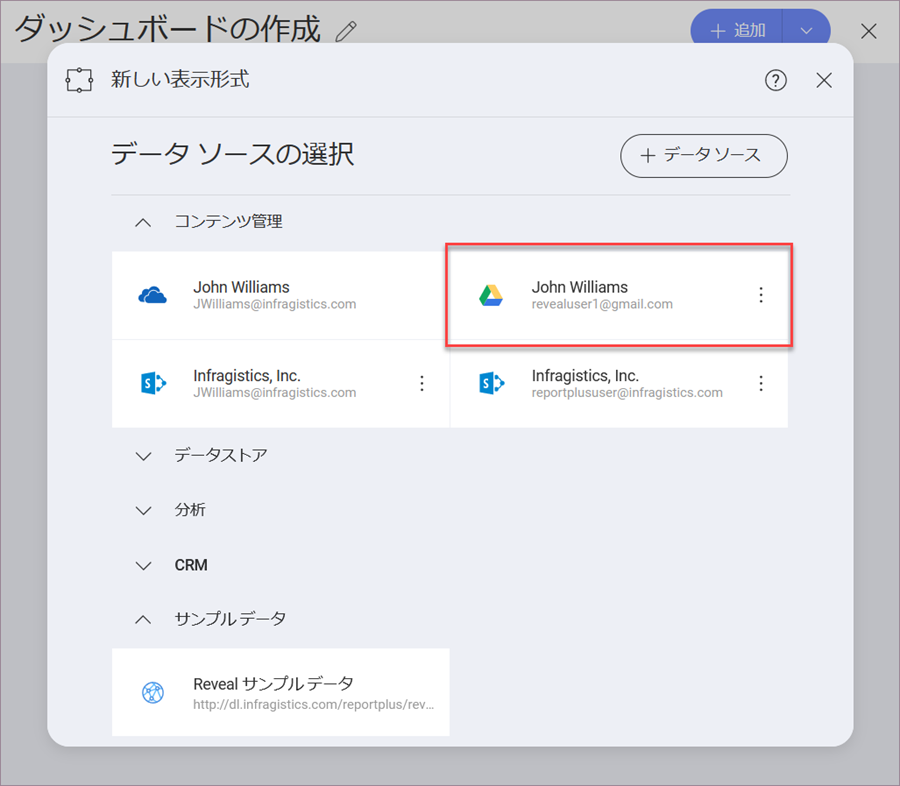 ダッシュボードの作成
＋ 追加
新しい表示形式
データ ソースの選択
＋ データ ソース
コンテンツ管理
John Williams
JWilliams@infragistics.com
John Williams
revealuser1@gmail.com
Infragistics, Inc.
JWilliams@infragistics.com
Infragistics, Inc.
reportplususer@infragistics.com
データストア
分析
CRM
サンプル データ
Reveal サンプル データ
http://dl.infragistics.com/reportplus/rev...